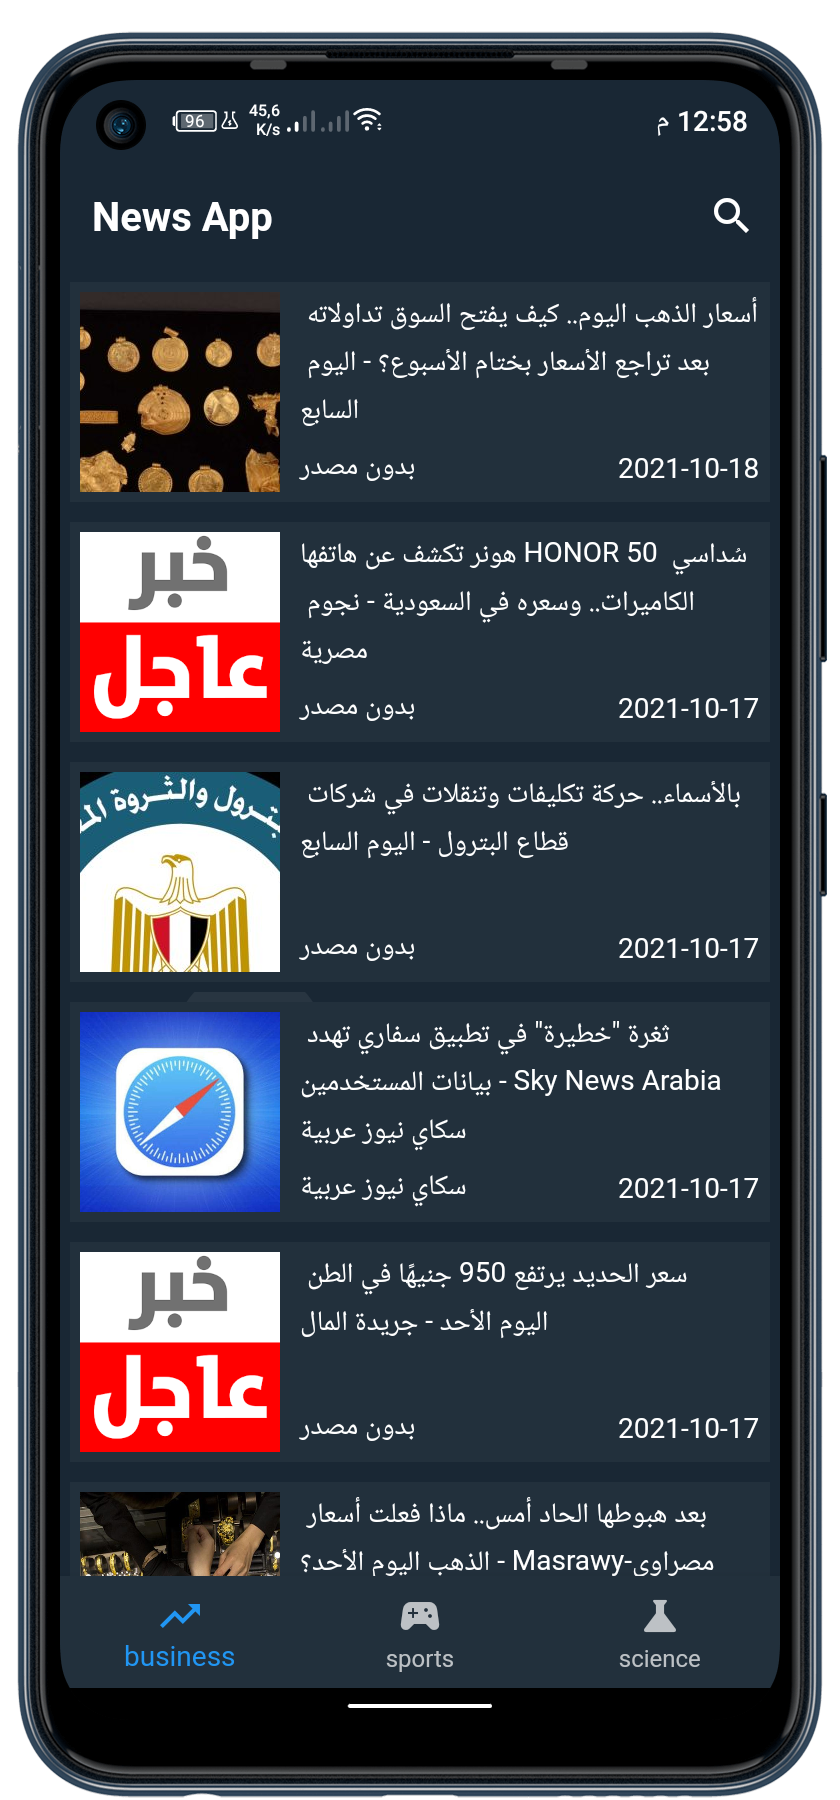 96
45,6
K/s
12:58 م
News App
أسعار الذهب اليوم.. كيف يفتح السوق تداولاته
بعد تراجع الأسعار بختام الأسبوع؟ - اليوم
السابع
بدون مصدر
2021-10-18
خبر
عاجل
هونر تكشف عن هاتفها HONOR 50 سُداسي
الكاميرات.. وسعره في السعودية - نجوم
مصرية
بدون مصدر
2021-10-17
بترول والثروة الم
بالأسماء.. حركة تكليفات وتنقلات في شركات
قطاع البترول - اليوم السابع
بدون مصدر
2021-10-17
ثغرة "خطيرة" في تطبيق سفاري تهدد
بيانات المستخدمين - Sky News Arabia
سكاي نيوز عربية
سكاي نيوز عربية
2021-10-17
خبر
عاجل
سعر الحديد يرتفع 950 جنيهًا في الطن
اليوم الأحد - جريدة المال
بدون مصدر
2021-10-17
بعد هبوطها الحاد أمس.. ماذا فعلت أسعار
الذهب اليوم الأحد؟ - Masrawy-مصراوي
business
sports
science